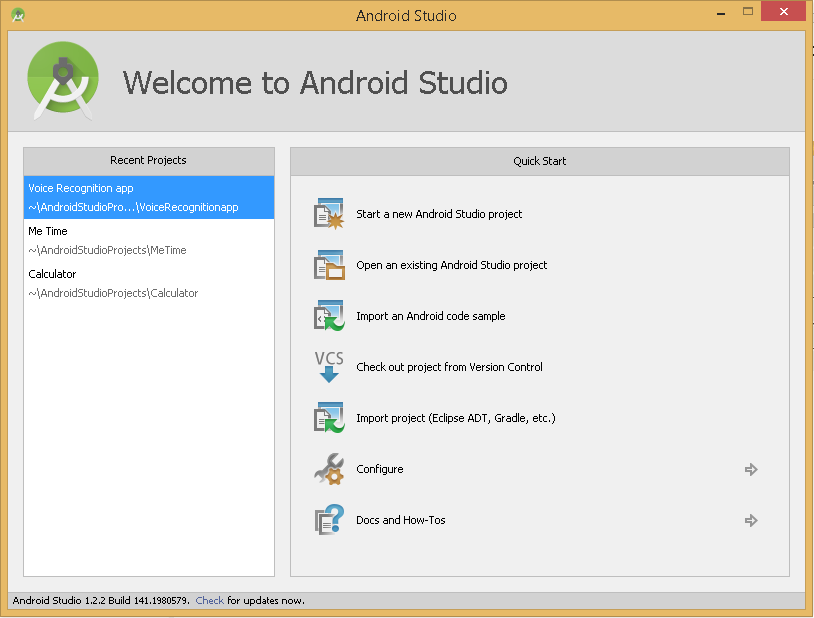 Android Studio
Welcome to Android Studio
Recent Projects
Voice Recognition app
~\AndroidStudioPro...\VoiceRecognitionapp
Me Time
~\AndroidStudioProjects\MeTime
Calculator
~\AndroidStudioProjects\Calculator
Quick Start
Start a new Android Studio project
Open an existing Android Studio project
Import an Android code sample
VCS
Check out project from Version Control
Import project (Eclipse ADT, Gradle, etc.)
Configure
Docs and How-Tos
Android Studio 1.2.2 Build 141.1980579. Check for updates now.